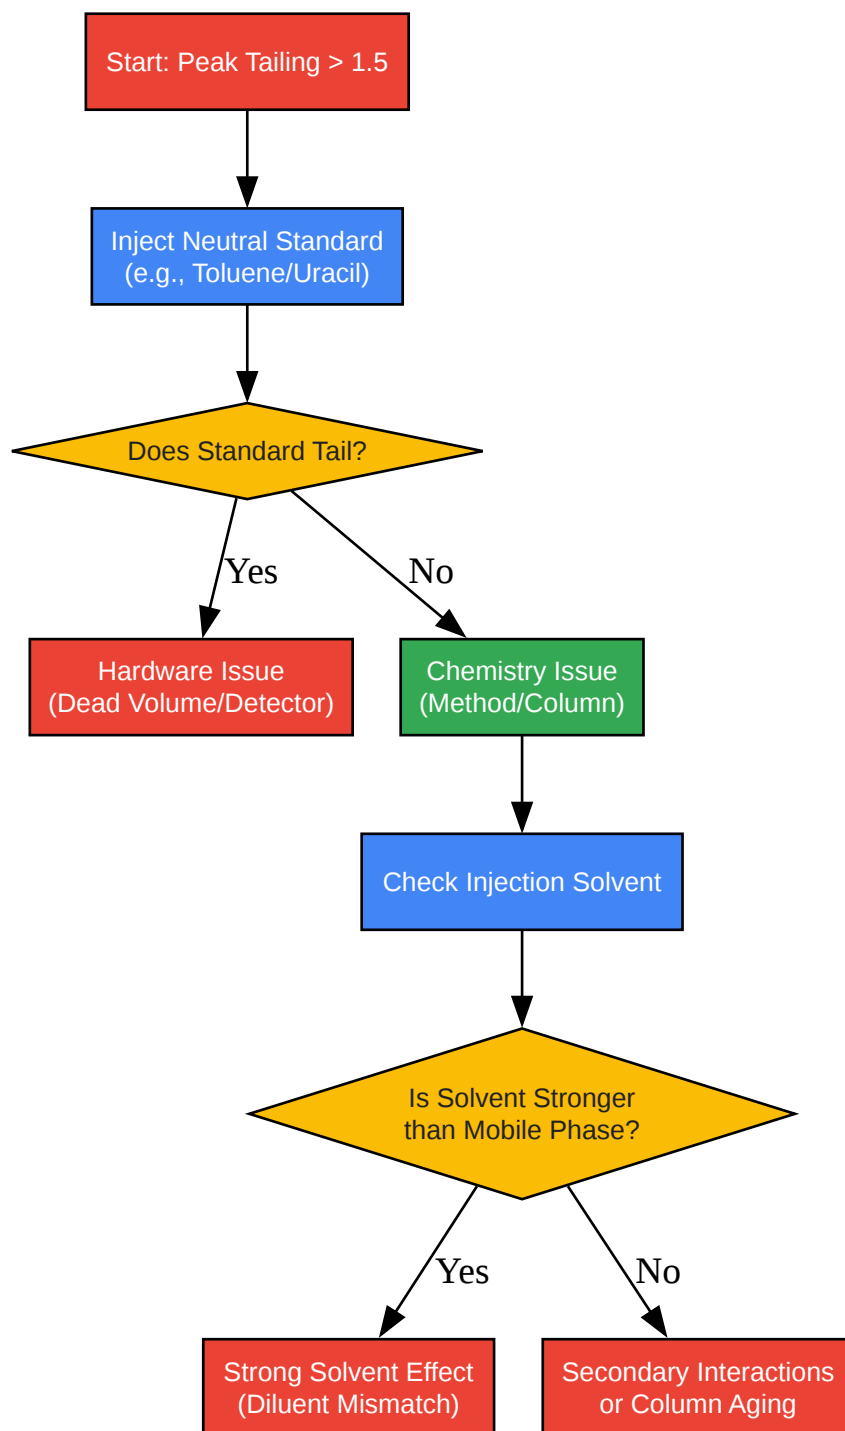 Start: Peak Tailing > 1.5
Inject Neutral Standard
(e.g., Toluene/Uracil)
Does Standard Tail?
Yes
No
Hardware Issue
(Dead Volume/Detector)
Chemistry Issue
(Method/Column)
Check Injection Solvent
Is Solvent Stronger
than Mobile Phase?
Yes
No
Strong Solvent Effect
(Diluent Mismatch)
Secondary Interactions
or Column Aging